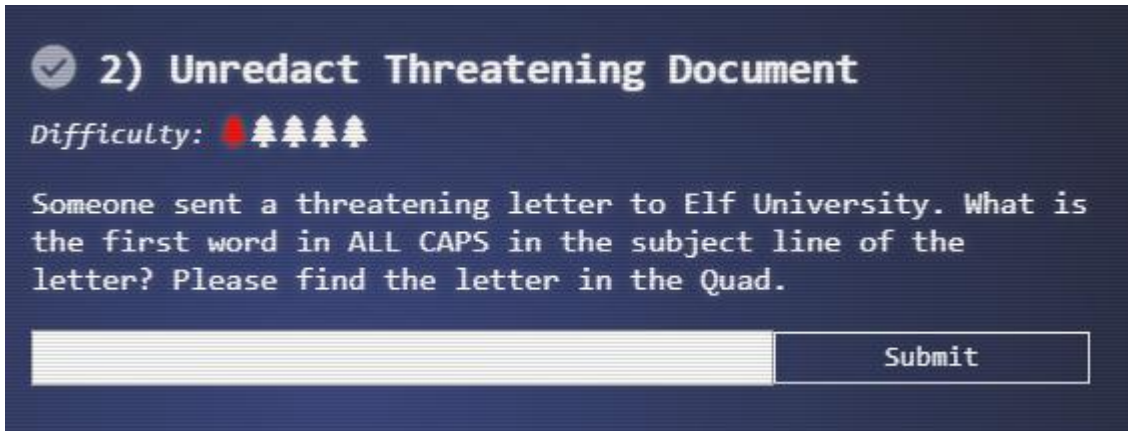 2) Unredact Threatening Document
Difficulty:
Someone sent a threatening letter to Elf University. What is
the first word in ALL CAPS in the subject line of the
letter? Please find the letter in the Quad.
Submit